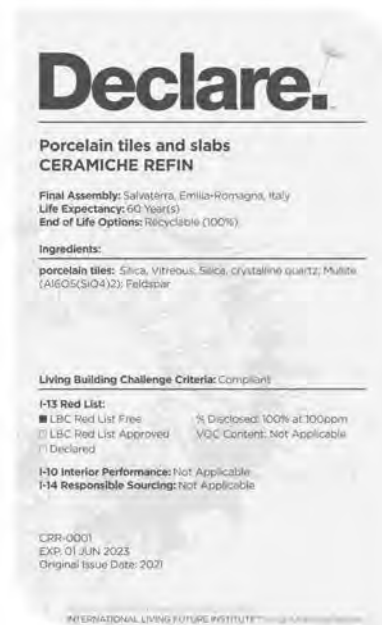 Declare.
Porcelain tiles and slabs
CERAMICHE REFIN
Final Assembly: Salvaterra, Emilia-Romagna, Italy
Life Expectancy: 60 Year(s)
End of Life Options: Recyclable (100%)
Ingredients:
porcelain tiles: Silica, Vitreous; Silica, crystalline quartz; Mullite
(Al6O5(SiO4)2); Feldspar
Living Building Challenge Criteria: Compliant
I-13 Red List:
LBC Red List Free % Disclosed: 100% at 100ppm
LBC Red List Approved VOC Content: Not Applicable
Declared
I-10 Interior Performance: Not Applicable
I-14 Responsible Sourcing: Not Applicable
CRR-0001
EXP. 01 JUN 2023
Original Issue Date: 2021
INTERNATIONAL LIVING FUTURE INSTITUTE